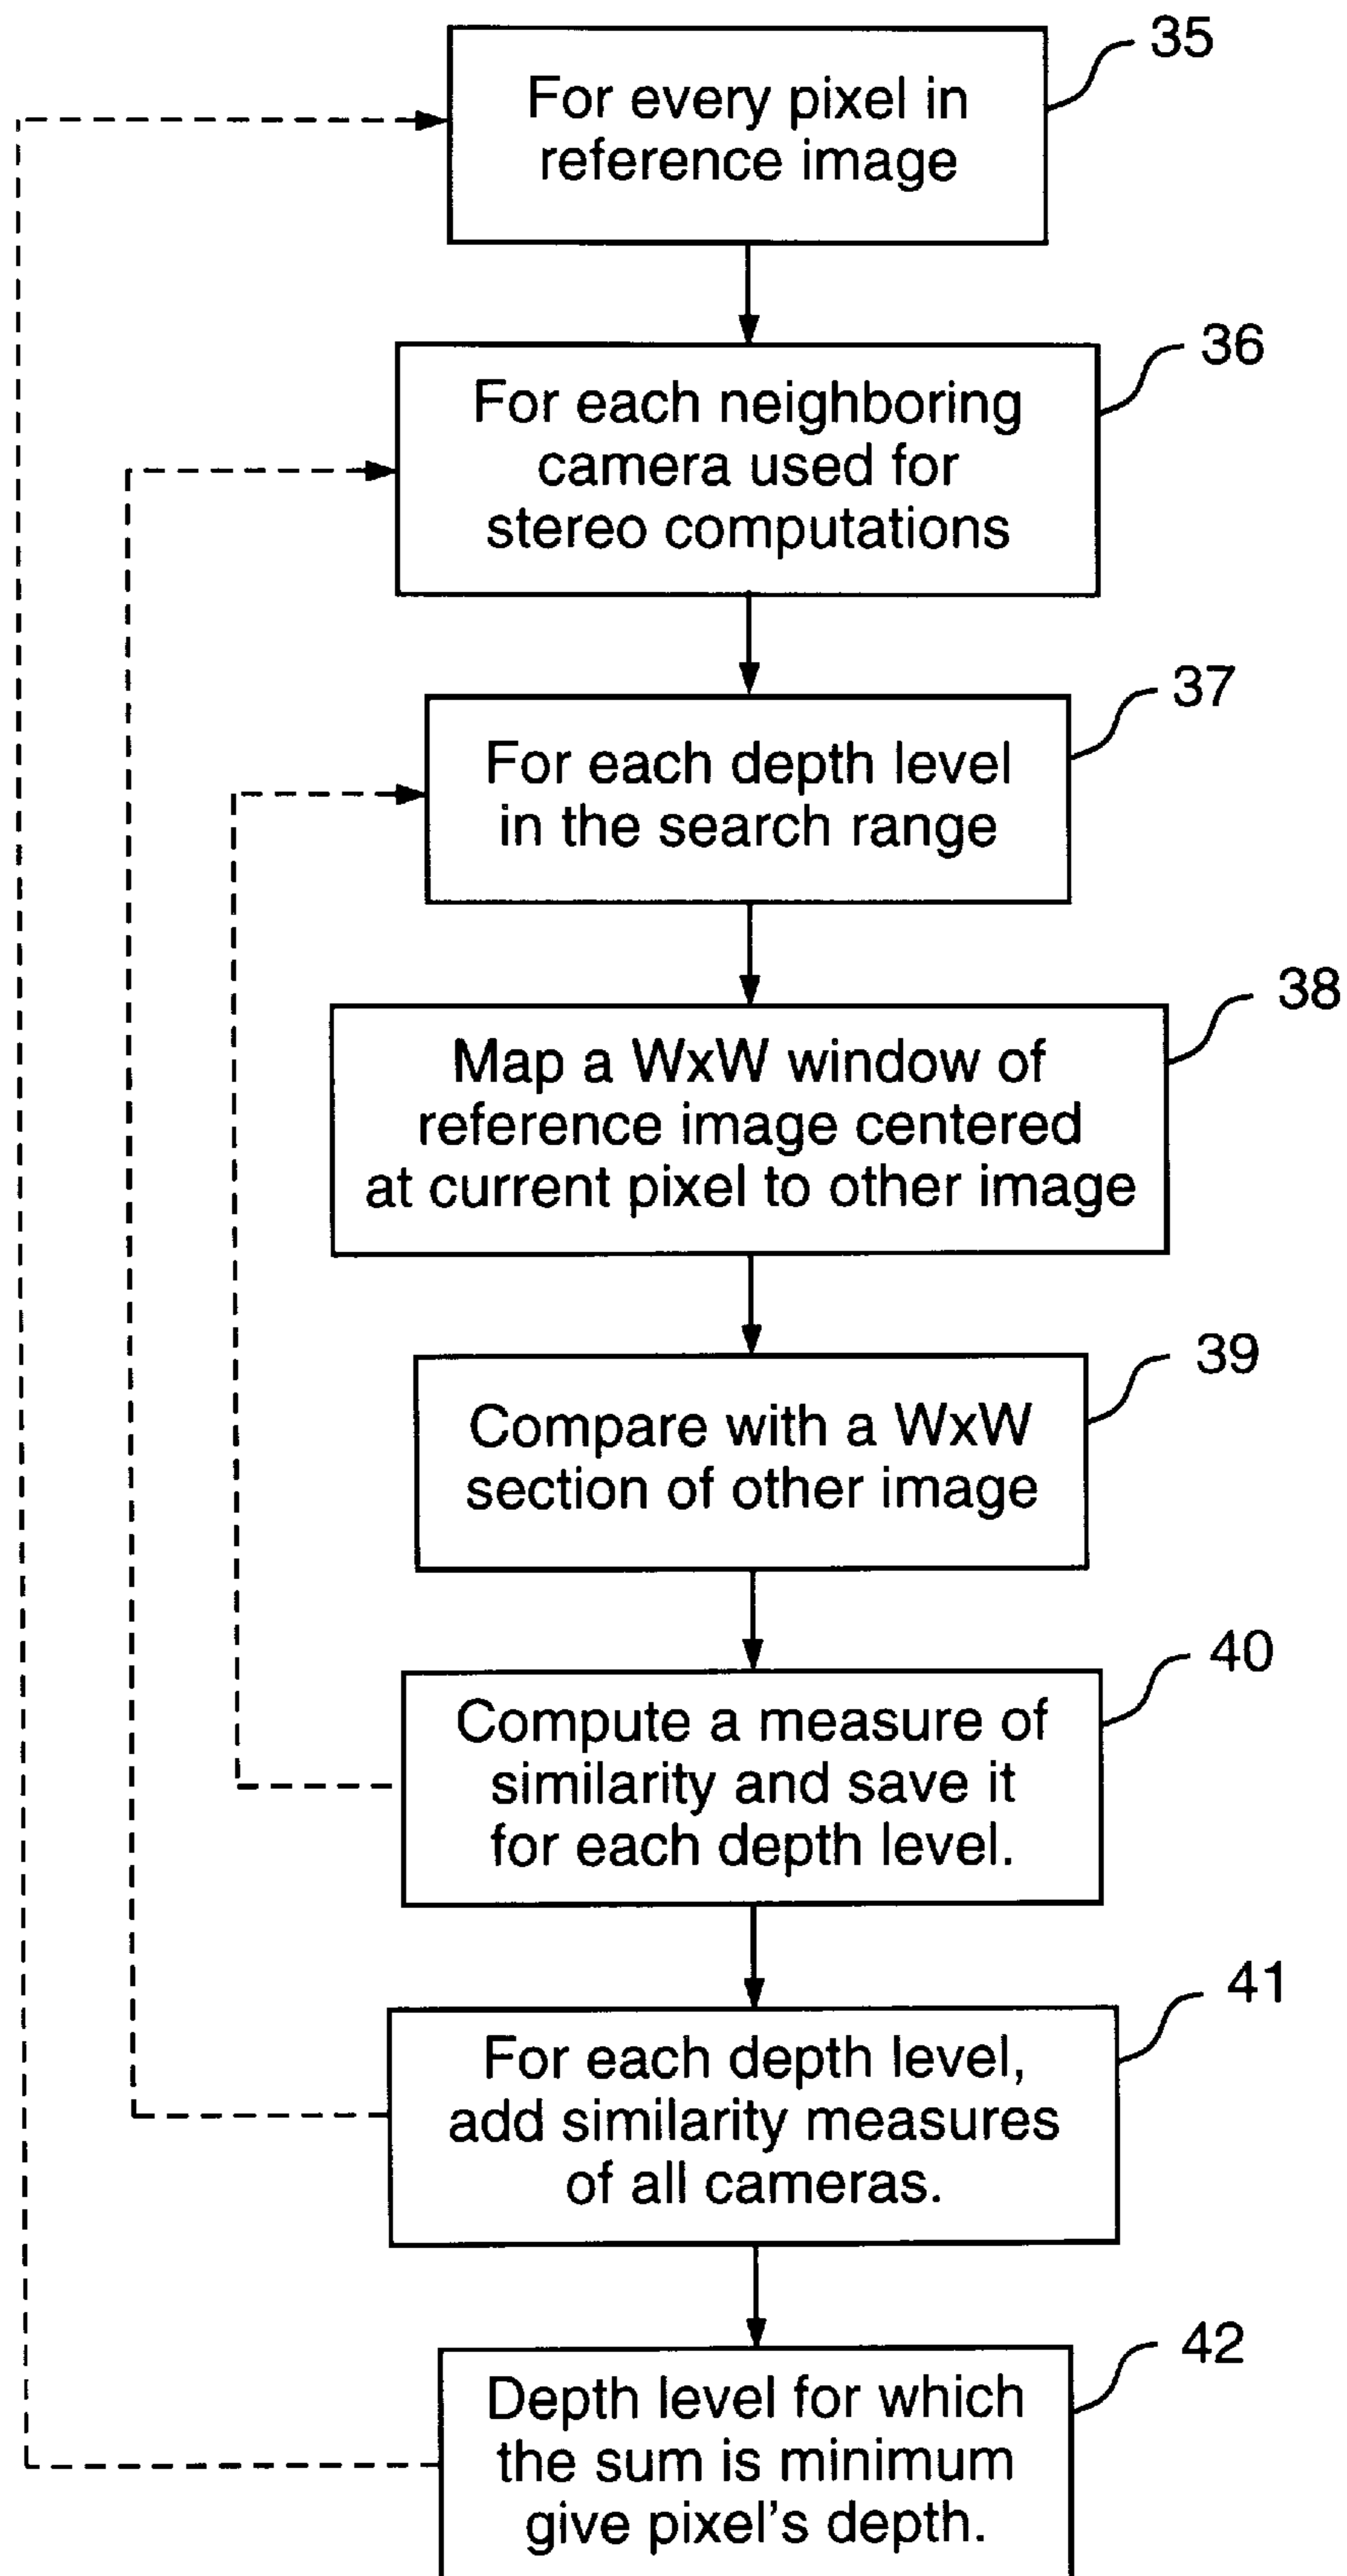 35
For every pixel in
reference image
36
For each neighboring
camera used for
stereo computations
37
For each depth level
in the search range
38
Map a WxW window of
reference image centered
at current pixel to other image
39
Compare with a WxW
section of other image
40
Compute a measure of
similarity and save it
for each depth level.
41
For each depth level,
add similarity measures
of all cameras.
42
Depth level for which
the sum is minimum
give pixel's depth.